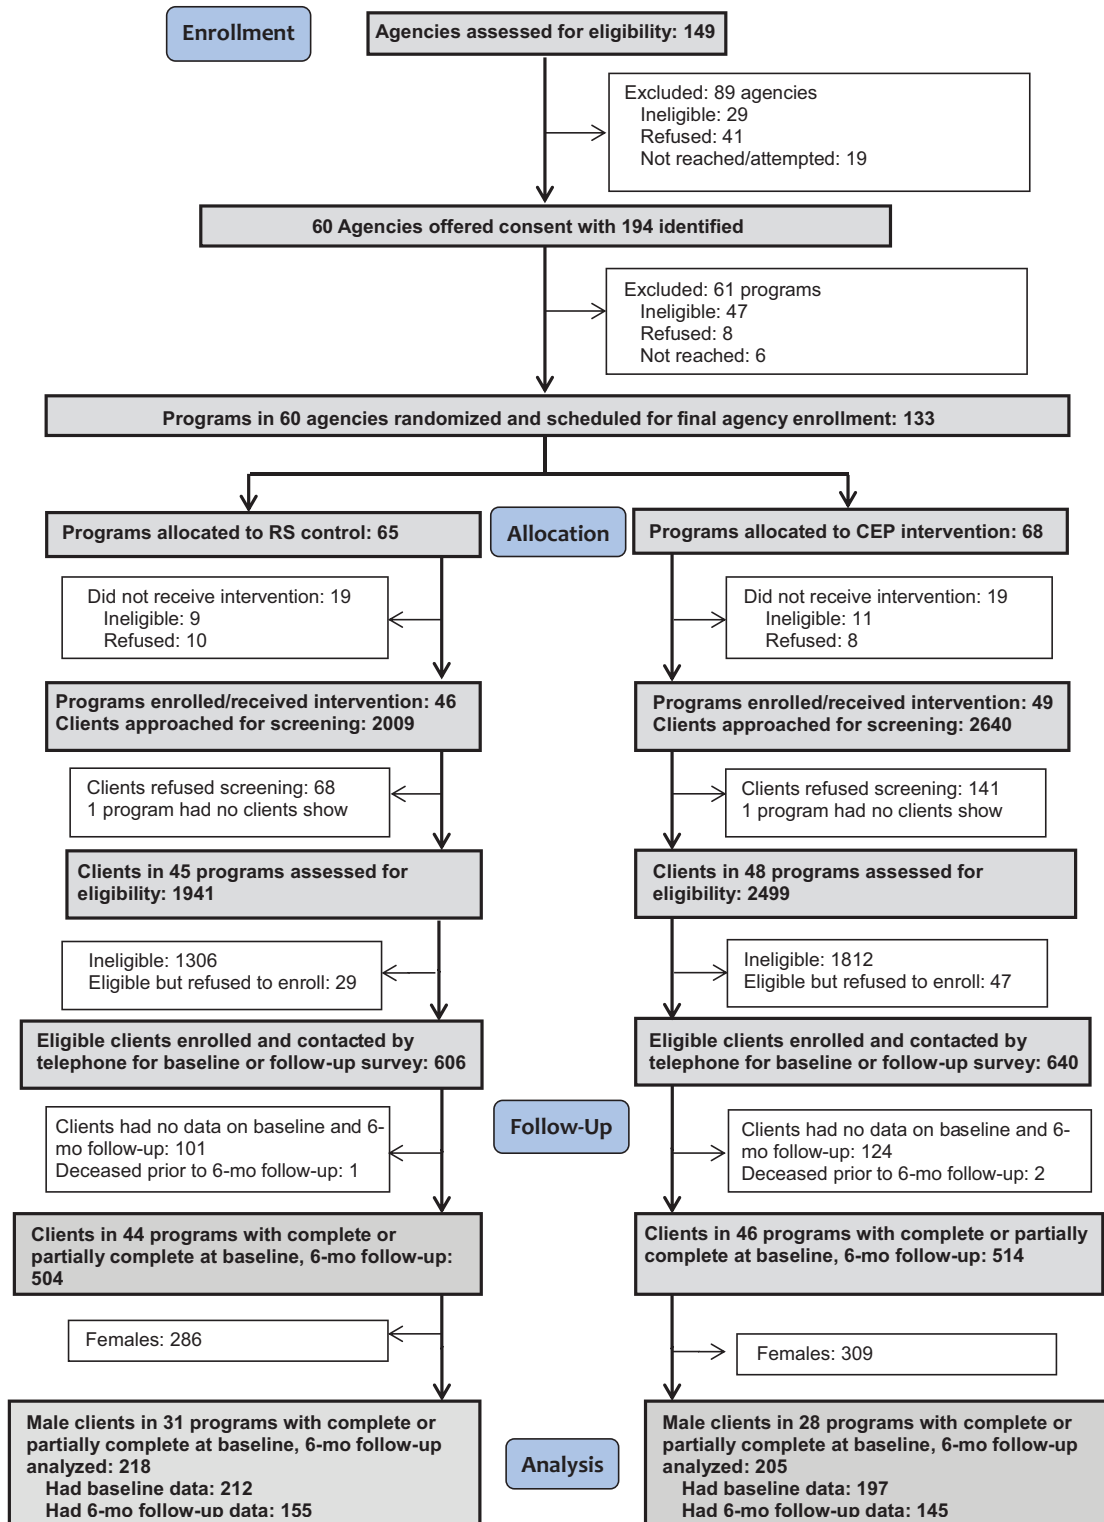 Enrollment
Agencies assessed for eligibility: 149
Excluded: 89 agencies
Ineligible: 29
Refused: 41
Not reached/attempted: 19
60 Agencies offered consent with 194 identified
Excluded: 61 programs
Ineligible: 47
Refused: 8
Not reached: 6
Programs in 60 agencies randomized and scheduled for final agency enrollment: 133
Allocation
Programs allocated to RS control: 65
Did not receive intervention: 19
Ineligible: 9
Refused: 10
Programs enrolled/received intervention: 46
Clients approached for screening: 2009
Clients refused screening: 68
1 program had no clients show
Clients in 45 programs assessed for
eligibility: 1941
Ineligible: 1306
Eligible but refused to enroll: 29
Eligible clients enrolled and contacted by
telephone for baseline or follow-up survey: 606
Programs allocated to CEP intervention: 68
Did not receive intervention: 19
Ineligible: 11
Refused: 8
Programs enrolled/received intervention: 49
Clients approached for screening: 2640
Clients refused screening: 141
1 program had no clients show
Clients in 48 programs assessed for
eligibility: 2499
Ineligible: 1812
Eligible but refused to enroll: 47
Eligible clients enrolled and contacted by
telephone for baseline or follow-up survey: 640
Follow-Up
Clients had no data on baseline and 6-
mo follow-up: 101
Deceased prior to 6-mo follow-up: 1
Clients in 44 programs with complete or
partially complete at baseline, 6-mo follow-up:
504
Females: 286
Clients had no data on baseline and 6-
mo follow-up: 124
Deceased prior to 6-mo follow-up: 2
Clients in 46 programs with complete or partially
complete at baseline, 6-mo follow-up: 514
Females: 309
Analysis
Male clients in 31 programs with complete or
partially complete at baseline, 6-mo follow-up
analyzed: 218
Had baseline data: 212
Had 6-mo follow-up data: 155
Male clients in 28 programs with complete or
partially complete at baseline, 6-mo follow-up
analyzed: 205
Had baseline data: 197
Had 6-mo follow-up data: 145